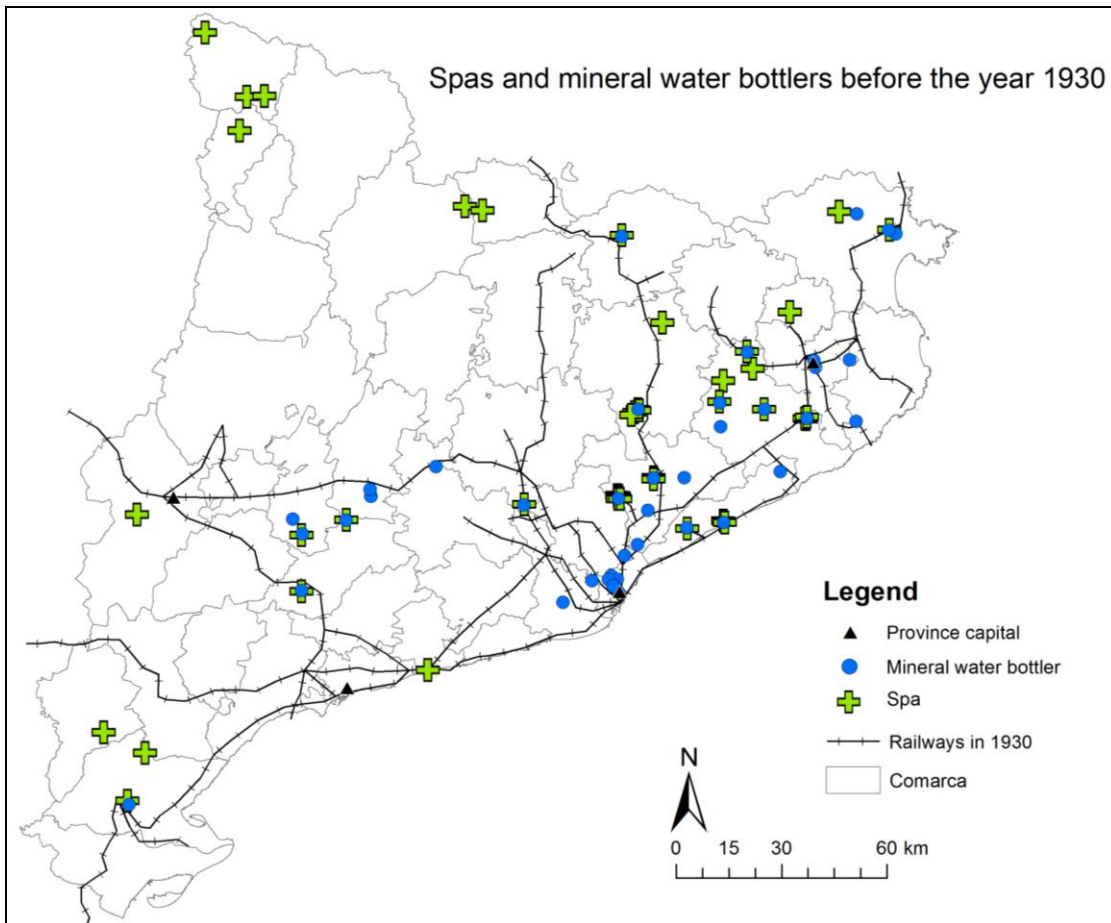 Spas and mineral water bottlers before the year 1930
Legend
Province capital
Mineral water bottler
Spa
Railways in 1930
Comarca
N
0 15 30 60 km